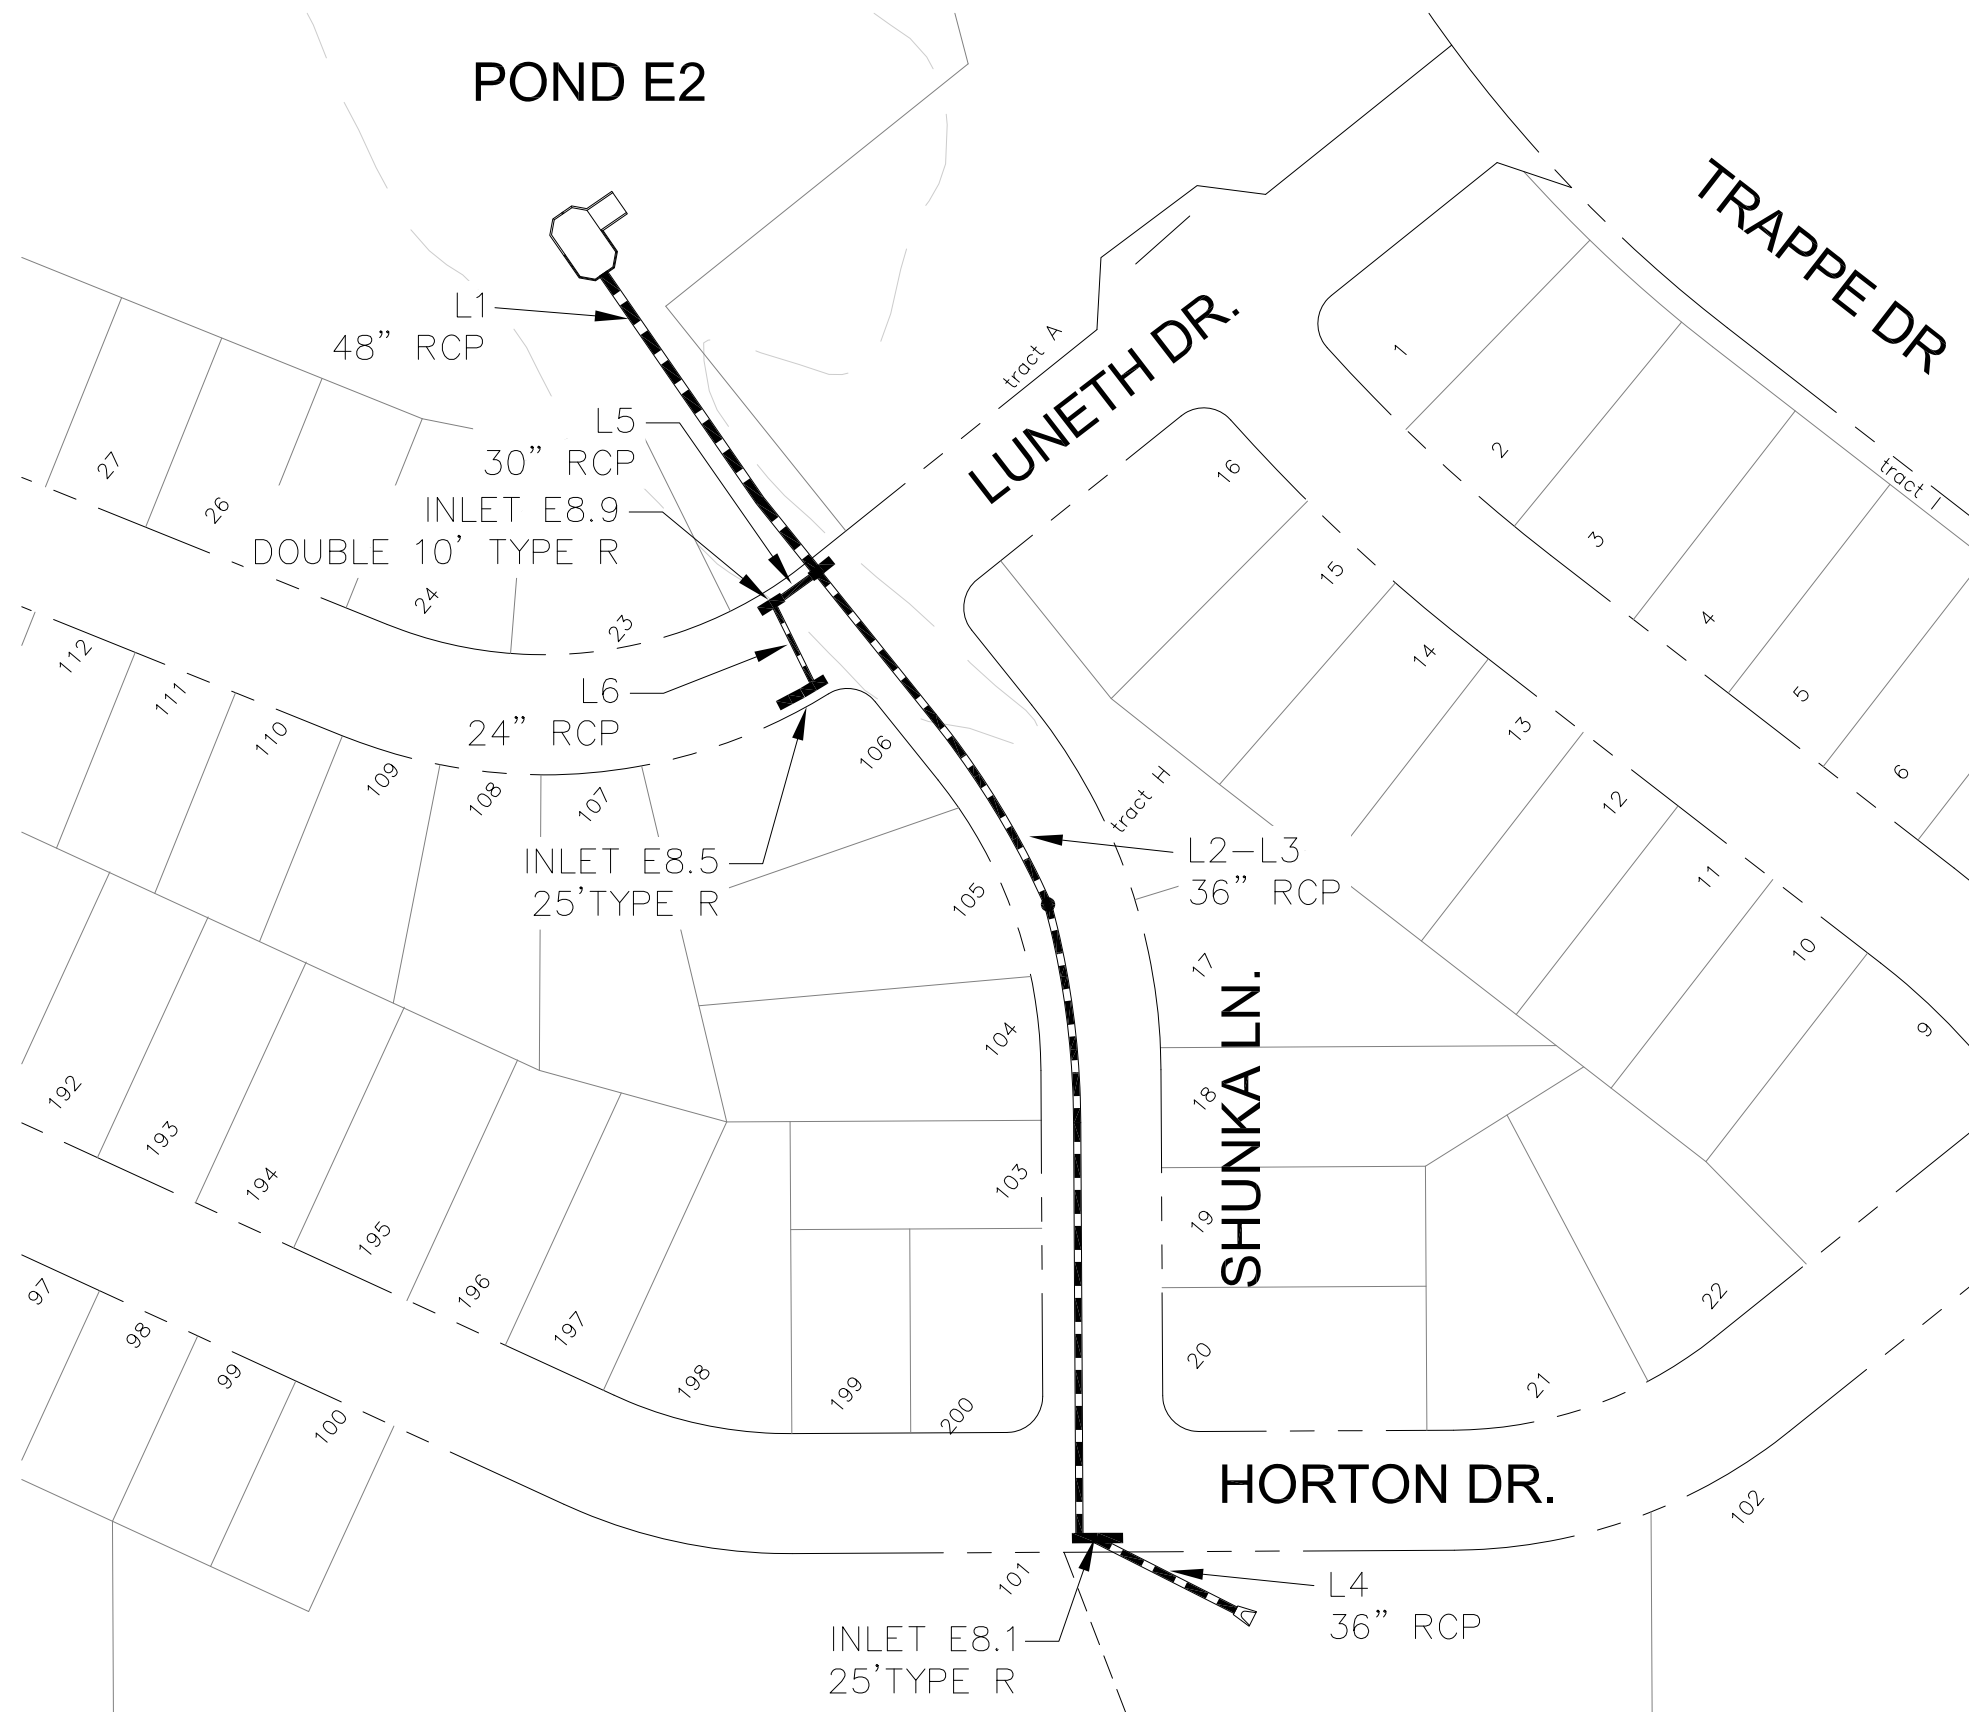 POND E2
TRAPPE DR
L1
48” RCP
LUNETH DR.
tract A
1
L5
30” RCP
27
16
2
tract I
INLET E8.9
26
DOUBLE 10’ TYPE R
3
15
24
23
4
112
14
111
L6
5
24” RCP
110
13
106
109
6
108
107
tract H
12
INLET E8.5
25’TYPE R
L2-L3
36” RCP
11
105
10
17
104
9
SHUNKA LN.
192
18
193
103
194
19
195
97
196
22
98
197
20
99
198
199
21
200
100
HORTON DR.
102
101
L4
36” RCP
INLET E8.1
25’TYPE R